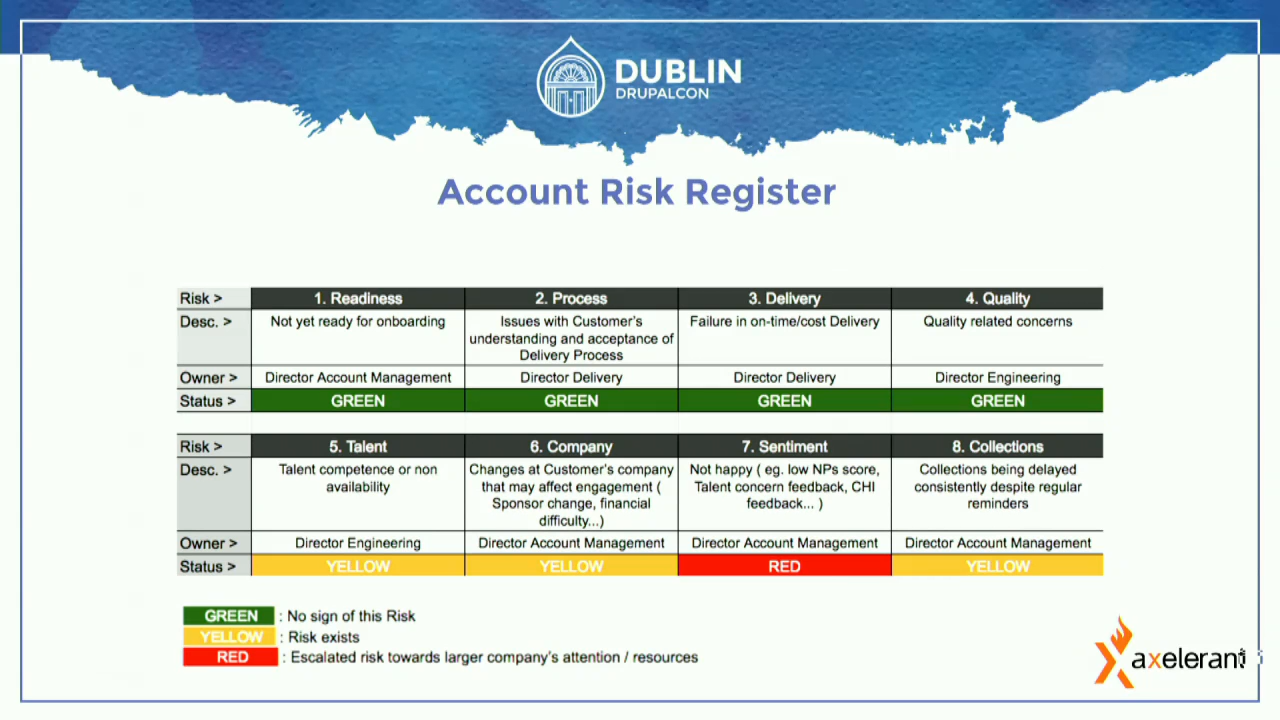 DUBLIN
DRUPALCON
Account Risk Register
Risk > 1. Readiness 2. Process 3. Delivery 4. Quality
Desc. > Not yet ready for onboarding Issues with Customer's Failure in on-time/cost Delivery Quality related concerns
understanding and acceptance of
Delivery Process
Owner > Director Account Management Director Delivery Director Delivery Director Engineering
Status > GREEN GREEN GREEN GREEN
Risk > 5. Talent 6. Company 7. Sentiment 8. Collections
Desc. > Talent competence or non Changes at Customer's company Not happy ( eg. low NPs score, Collections being delayed
availability that may affect engagement ( Talent concern feedback, CHI consistently despite regular
Sponsor change, financial feedback... ) reminders
difficulty...)
Owner > Director Engineering Director Account Management Director Account Management Director Account Management
Status > YELLOW YELLOW RED YELLOW
GREEN : No sign of this Risk
YELLOW : Risk exists
RED : Escalated risk towards larger company's attention / resources
axelerant